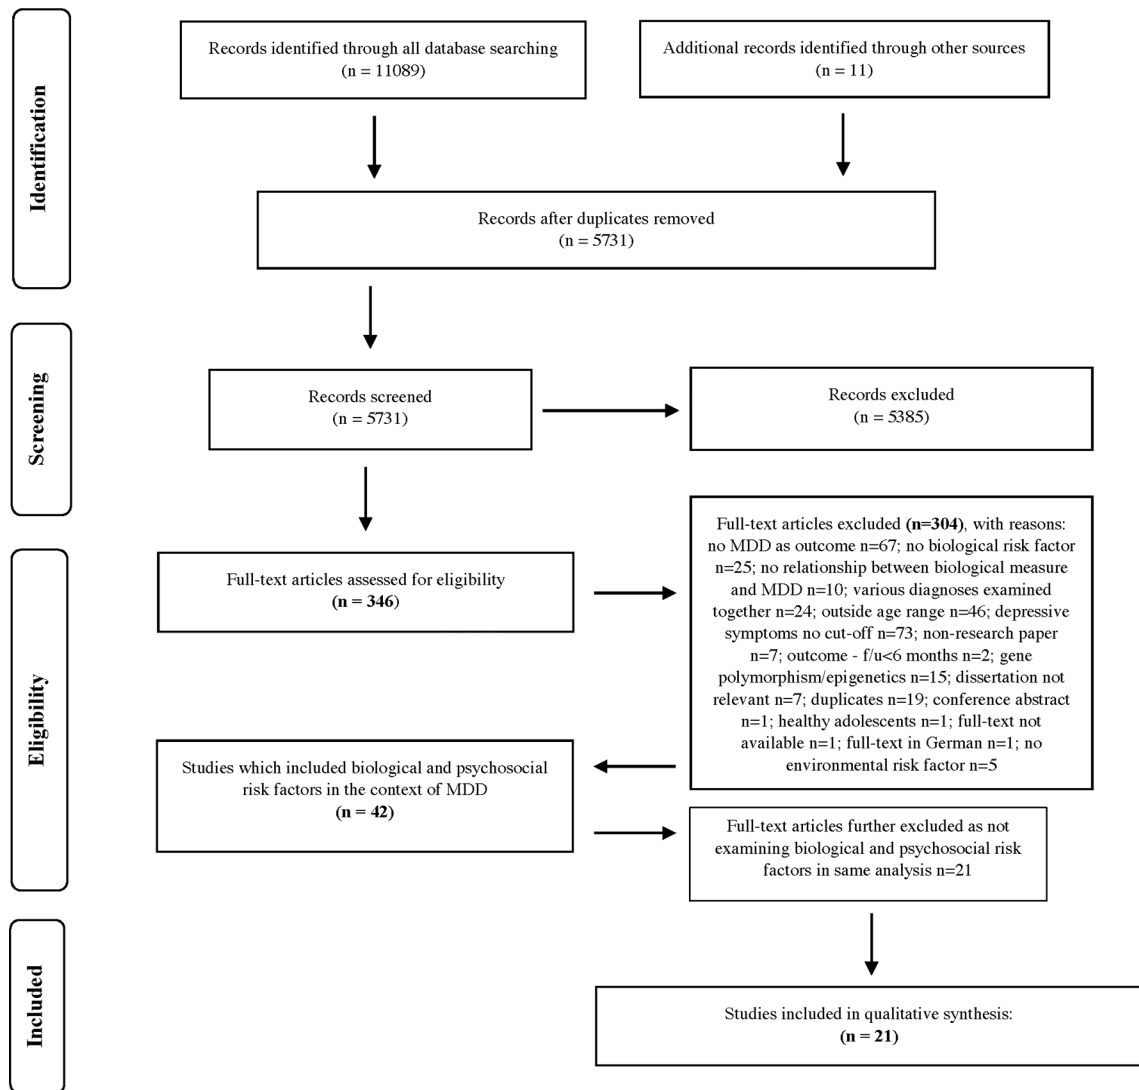 Identification
Records identified through all database searching
(n = 11089)
Additional records identified through other sources
(n = 11)
Records after duplicates removed
(n = 5731)
Screening
Records screened
(n = 5731)
Records excluded
(n = 5385)
Eligibility
Full-text articles assessed for eligibility
(n = 346)
Full-text articles excluded (n=304), with reasons:
no MDD as outcome n=67; no biological risk factor
n=25; no relationship between biological measure
and MDD n=10; various diagnoses examined
together n=24; outside age range n=46; depressive
symptoms no cut-off n=73; non-research paper
n=7; outcome - f/u<6 months n=2; gene
polymorphism/epigenetics n=15; dissertation not
relevant n=7; duplicates n=19; conference abstract
n=1; healthy adolescents n=1; full-text not
available n=1; full-text in German n=1; no
environmental risk factor n=5
Studies which included biological and psychosocial
risk factors in the context of MDD
(n = 42)
Full-text articles further excluded as not
examining biological and psychosocial risk
factors in same analysis n=21
Included
Studies included in qualitative synthesis:
(n = 21)